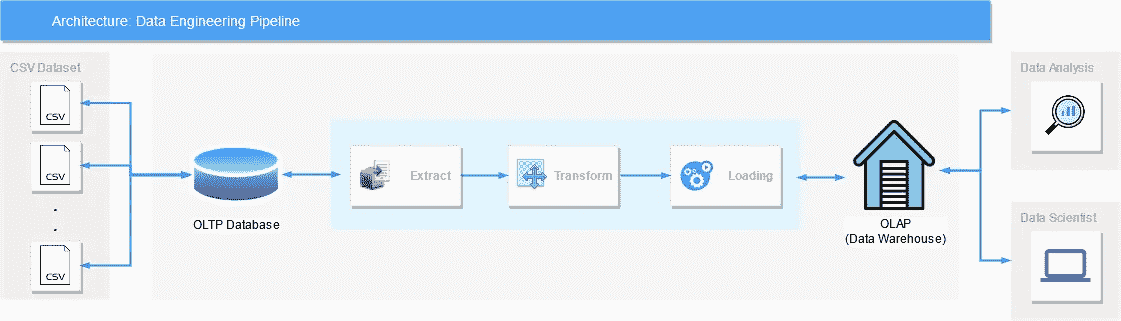 Architecture: Data Engineering Pipeline
CSV Dataset
CSV
CSV
.
.
CSV
OLTP Database
Extract
Transform
Loading
OLAP
(Data Warehouse)
Data Analysis
Data Scientist